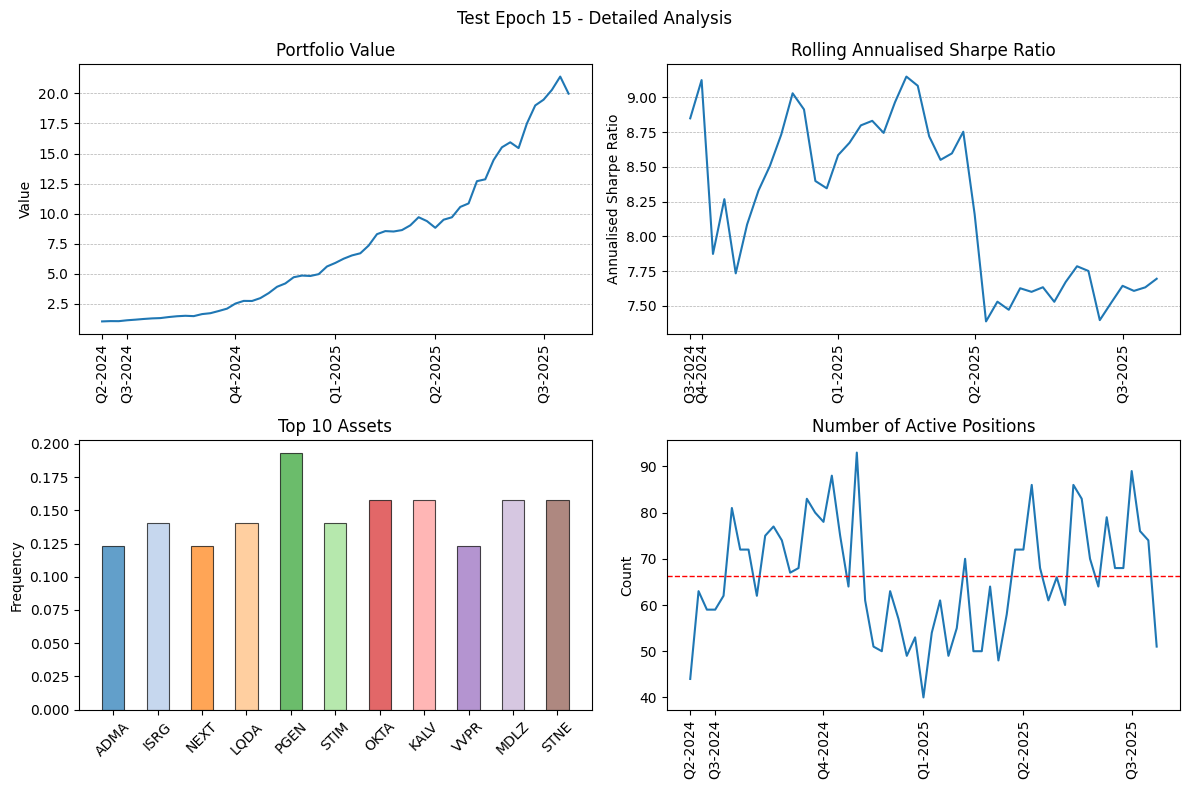 Test Epoch 15 - Detailed Analysis
Portfolio Value
Value
20.0
17.5
15.0
12.5
10.0
7.5
5.0
2.5
Q2-2024
Q3-2024
Q4-2024
Q1-2025
Q2-2025
Q3-2025
Rolling Annualised Sharpe Ratio
Annualised Sharpe Ratio
9.00
8.75
8.50
8.25
8.00
7.75
7.50
Q3-2024
Q4-2024
Q1-2025
Q2-2025
Q3-2025
Top 10 Assets
Frequency
0.200
0.175
0.150
0.125
0.100
0.075
0.050
0.025
0.000
ADMA
ISRG
NEXT
LQDA
PGEN
STIM
OKTA
KALV
VVPR
MDLZ
STNE
Number of Active Positions
Count
90
80
70
60
50
40
Q2-2024
Q3-2024
Q4-2024
Q1-2025
Q2-2025
Q3-2025